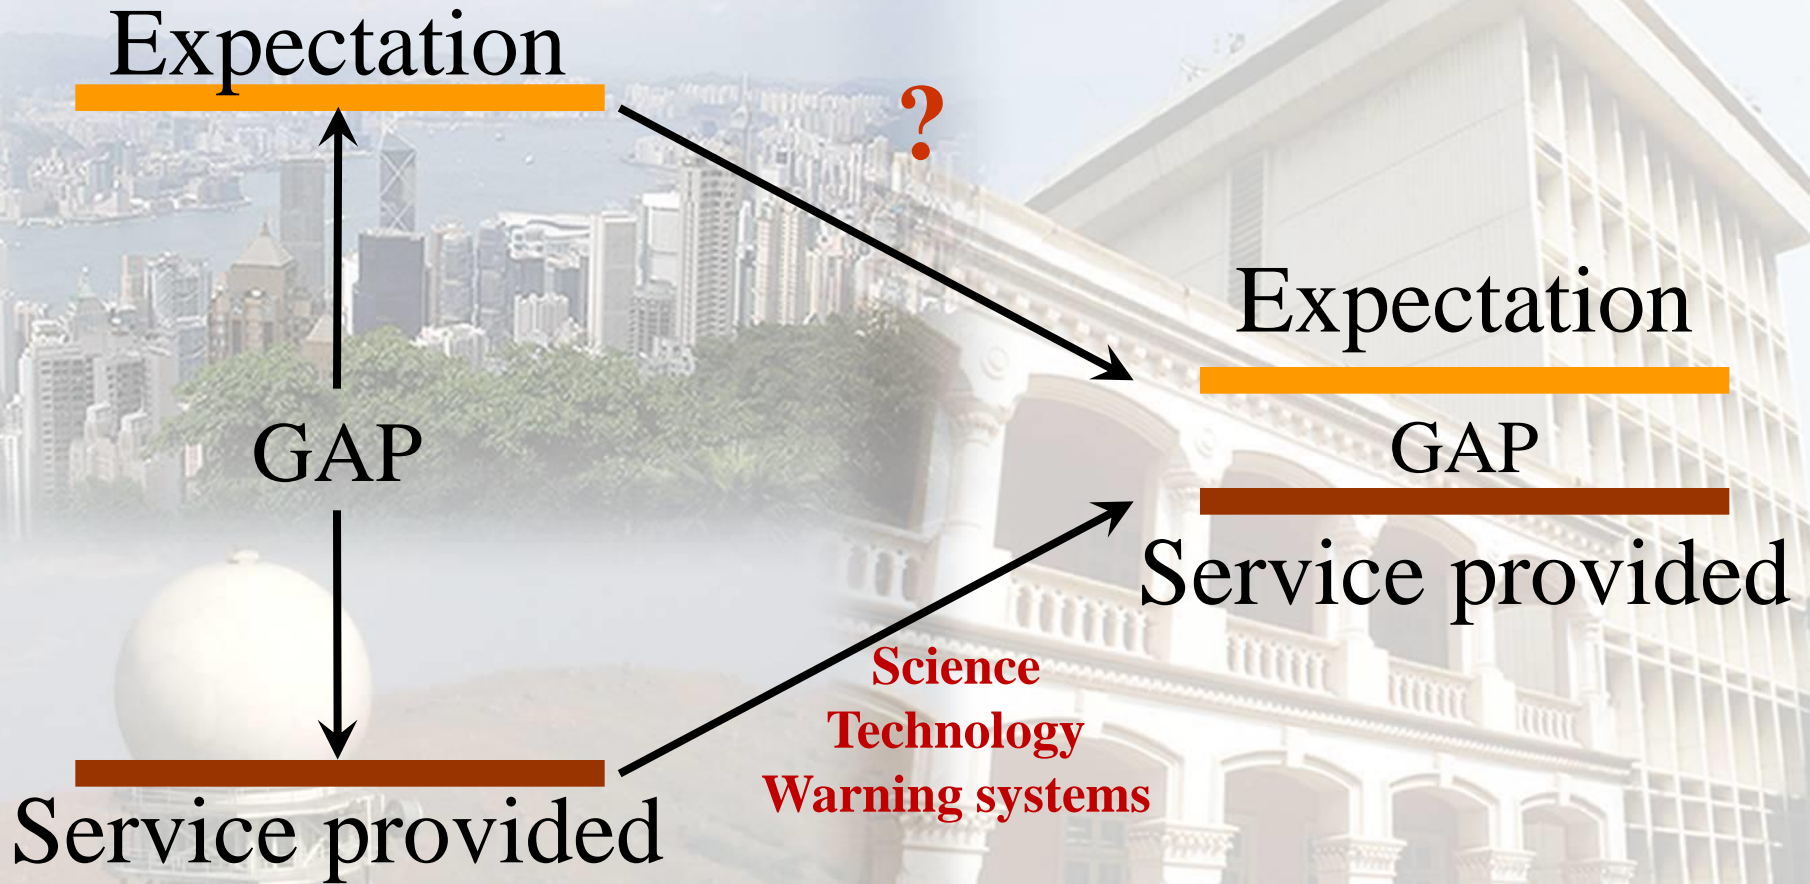 Expectation
?
Expectation
GAP
GAP
Service provided
Science
Technology
Warning systems
Service provided